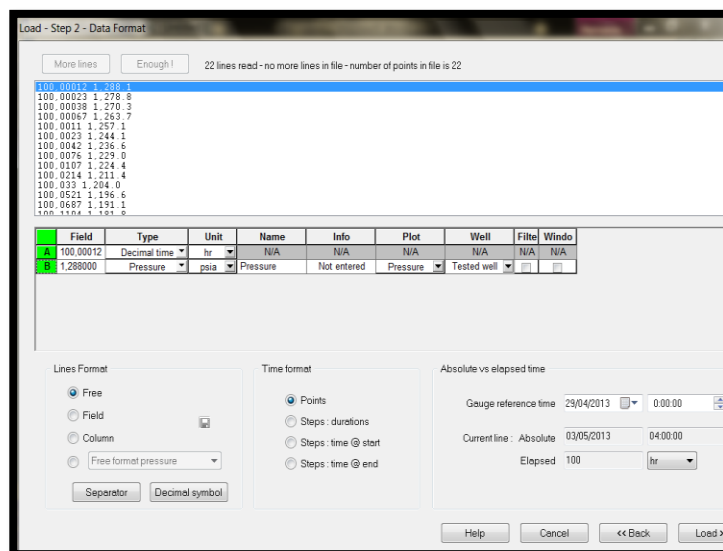 Load - Step 2 - Data Format
More lines Enough ! 22 lines read - no more lines in file - number of points in file is 22
100,00012 1,288.1
100,00023 1,278.8
100,00038 1,270.3
100,00067 1,263.7
100,0011 1,257.1
100,0023 1,244.1
100,0042 1,236.6
100,0076 1,229.0
100,0107 1,224.4
100,0214 1,211.4
100,033 1,204.0
100,0521 1,196.6
100,0687 1,191.1
100,1104 1,181.8
Field Type Unit Name Info Plot Well Filte Windo
A 100,00012 Decimal time hr N/A N/A N/A N/A N/A N/A
B 1,288000 Pressure psia Pressure Not entered Pressure Tested well
Lines Format Time format Absolute vs elapsed time
Free Points Gauge reference time 29/04/2013 0:00:00
Field Steps : durations
Column Steps : time @ start Current line : Absolute 03/05/2013 04:00:00
Free format pressure Steps : time @ end Elapsed 100 hr
Separator Decimal symbol
Help Cancel << Back Load >